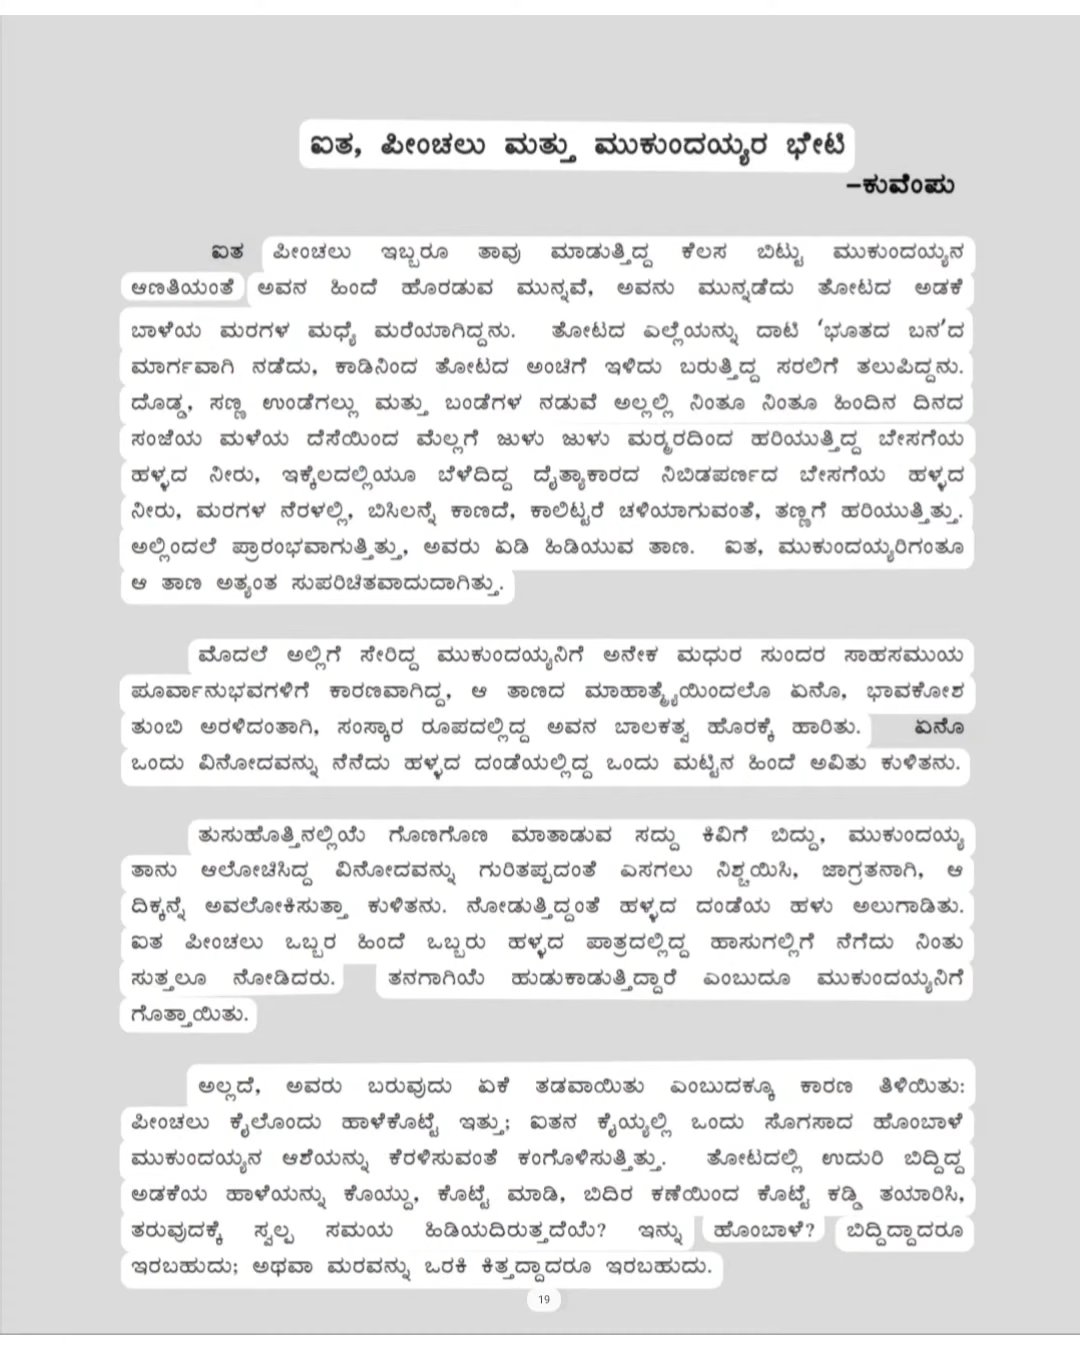 ಐತ, ಪೀಂಚಲು ಮತ್ತು ಮುಕುಂದಯ್ಯರ ಭೇಟಿ
–ಕುವೆಂಪು
ಐತ ಪೀಂಚಲು ಇಬ್ಬರೂ ತಾವು ಮಾಡುತ್ತಿದ್ದ ಕೆಲಸ ಬಿಟ್ಟು ಮುಕುಂದಯ್ಯನ
ಆಣತಿಯಂತೆ ಅವನ ಹಿಂದೆ ಹೊರಡುವ ಮುನ್ನವೆ, ಅವನು ಮುನ್ನಡೆದು ತೋಟದ ಅಡಕೆ
ಬಾಳೆಯ ಮರಗಳ ಮಧ್ಯೆ ಮರೆಯಾಗಿದ್ದನು. ತೋಟದ ಎಲ್ಲೆಯನ್ನು ದಾಟಿ ‘ಭೂತದ ಬನ’ದ
ಮಾರ್ಗವಾಗಿ ನಡೆದು, ಕಾಡಿನಿಂದ ತೋಟದ ಅಂಚಿಗೆ ಇಳಿದು ಬರುತ್ತಿದ್ದ ಸರಲಿಗೆ ತಲುಪಿದ್ದನು.
ದೊಡ್ಡ, ಸಣ್ಣ ಉಂಡೆಗಲ್ಲು ಮತ್ತು ಬಂಡೆಗಳ ನಡುವೆ ಅಲ್ಲಲ್ಲಿ ನಿಂತೂ ನಿಂತೂ ಹಿಂದಿನ ದಿನದ
ಸಂಜೆಯ ಮಳೆಯ ದೆಸೆಯಿಂದ ಮೆಲ್ಲಗೆ ಜುಳು ಜುಳು ಮರ್‍ಮರದಿಂದ ಹರಿಯುತ್ತಿದ್ದ ಬೇಸಗೆಯ
ಹಳ್ಳದ ನೀರು, ಇಕ್ಕೆಲದಲ್ಲಿಯೂ ಬೆಳೆದಿದ್ದ ದೈತ್ಯಾಕಾರದ ನಿಬಿಡಪರ್ಣದ ಬೇಸಗೆಯ ಹಳ್ಳದ
ನೀರು, ಮರಗಳ ನೆರಳಲ್ಲಿ, ಬಿಸಿಲನ್ನೆ ಕಾಣದೆ, ಕಾಲಿಟ್ಟರೆ ಚಳಿಯಾಗುವಂತೆ, ತಣ್ಣಗೆ ಹರಿಯುತ್ತಿತ್ತು.
ಅಲ್ಲಿಂದಲೆ ಪ್ರಾರಂಭವಾಗುತ್ತಿತ್ತು, ಅವರು ಏಡಿ ಹಿಡಿಯುವ ತಾಣ. ಐತ, ಮುಕುಂದಯ್ಯರಿಗಂತೂ
ಆ ತಾಣ ಅತ್ಯಂತ ಸುಪರಿಚಿತವಾದುದಾಗಿತ್ತು.
ಮೊದಲೆ ಅಲ್ಲಿಗೆ ಸೇರಿದ್ದ ಮುಕುಂದಯ್ಯನಿಗೆ ಅನೇಕ ಮಧುರ ಸುಂದರ ಸಾಹಸಮುಯ
ಪೂರ್ವಾನುಭವಗಳಿಗೆ ಕಾರಣವಾಗಿದ್ದ, ಆ ತಾಣದ ಮಾಹಾತ್ಮ್ಯೆಯಿಂದಲೊ ಏನೊ, ಭಾವಕೋಶ
ತುಂಬಿ ಅರಳಿದಂತಾಗಿ, ಸಂಸ್ಕಾರ ರೂಪದಲ್ಲಿದ್ದ ಅವನ ಬಾಲಕತ್ವ ಹೊರಕ್ಕೆ ಹಾರಿತು. ಏನೊ
ಒಂದು ವಿನೋದವನ್ನು ನೆನೆದು ಹಳ್ಳದ ದಂಡೆಯಲ್ಲಿದ್ದ ಒಂದು ಮಟ್ಟಿನ ಹಿಂದೆ ಅವಿತು ಕುಳಿತನು.
ತುಸುಹೊತ್ತಿನಲ್ಲಿಯೆ ಗೊಣಗೊಣ ಮಾತಾಡುವ ಸದ್ದು ಕಿವಿಗೆ ಬಿದ್ದು, ಮುಕುಂದಯ್ಯ
ತಾನು ಆಲೋಚಿಸಿದ್ದ ವಿನೋದವನ್ನು ಗುರಿತಪ್ಪದಂತೆ ಎಸಗಲು ನಿಶ್ಚಯಿಸಿ, ಜಾಗ್ರತನಾಗಿ, ಆ
ದಿಕ್ಕನ್ನೆ ಅವಲೋಕಿಸುತ್ತಾ ಕುಳಿತನು. ನೋಡುತ್ತಿದ್ದಂತೆ ಹಳ್ಳದ ದಂಡೆಯ ಹಳು ಅಲುಗಾಡಿತು.
ಐತ ಪೀಂಚಲು ಒಬ್ಬರ ಹಿಂದೆ ಒಬ್ಬರು ಹಳ್ಳದ ಪಾತ್ರದಲ್ಲಿದ್ದ ಹಾಸುಗಲ್ಲಿಗೆ ನೆಗೆದು ನಿಂತು
ಸುತ್ತಲೂ ನೋಡಿದರು. ತನಗಾಗಿಯೆ ಹುಡುಕಾಡುತ್ತಿದ್ದಾರೆ ಎಂಬುದೂ ಮುಕುಂದಯ್ಯನಿಗೆ
ಗೊತ್ತಾಯಿತು.
ಅಲ್ಲದೆ, ಅವರು ಬರುವುದು ಏಕೆ ತಡವಾಯಿತು ಎಂಬುದಕ್ಕೂ ಕಾರಣ ತಿಳಿಯಿತು:
ಪೀಂಚಲು ಕೈಲೊಂದು ಹಾಳೆಕೊಟ್ಟೆ ಇತ್ತು; ಐತನ ಕೈಯ್ಯಲ್ಲಿ ಒಂದು ಸೊಗಸಾದ ಹೊಂಬಾಳೆ
ಮುಕುಂದಯ್ಯನ ಆಶೆಯನ್ನು ಕೆರಳಿಸುವಂತೆ ಕಂಗೊಳಿಸುತ್ತಿತ್ತು. ತೋಟದಲ್ಲಿ ಉದುರಿ ಬಿದ್ದಿದ್ದ
ಅಡಕೆಯ ಹಾಳೆಯನ್ನು ಕೊಯ್ದು, ಕೊಟ್ಟೆ ಮಾಡಿ, ಬಿದಿರ ಕಣೆಯಿಂದ ಕೊಟ್ಟೆ ಕಡ್ಡಿ ತಯಾರಿಸಿ,
ತರುವುದಕ್ಕೆ ಸ್ವಲ್ಪ ಸಮಯ ಹಿಡಿಯದಿರುತ್ತದೆಯೆ? ಇನ್ನು ಹೊಂಬಾಳೆ? ಬಿದ್ದಿದ್ದಾದರೂ
ಇರಬಹುದು; ಅಥವಾ ಮರವನ್ನು ಒರಕಿ ಕಿತ್ತದ್ದಾದರೂ ಇರಬಹುದು.
19